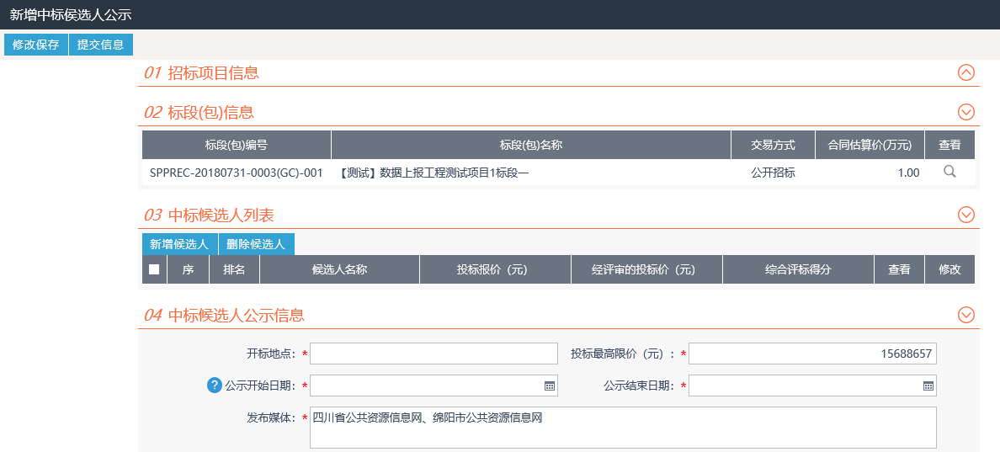 新增中标候选人公示
修改保存 提交信息
01 招标项目信息
02 标段(包)信息
标段(包)编号 标段(包)名称 交易方式 合同估算价(万元) 查看
SPPREC-20180731-0003(GC)-001 【测试】数据上报工程测试项目1标段一 公开招标 1.00
03 中标候选人列表
新增候选人 删除候选人
序 排名 候选人名称 投标报价（元） 经评审的投标价（元） 综合评标得分 查看 修改
04 中标候选人公示信息
开标地点：* 投标最高限价（元）：* 15688657
? 公示开始日期：* 公示结束日期：*
发布媒体：* 四川省公共资源信息网、绵阳市公共资源信息网